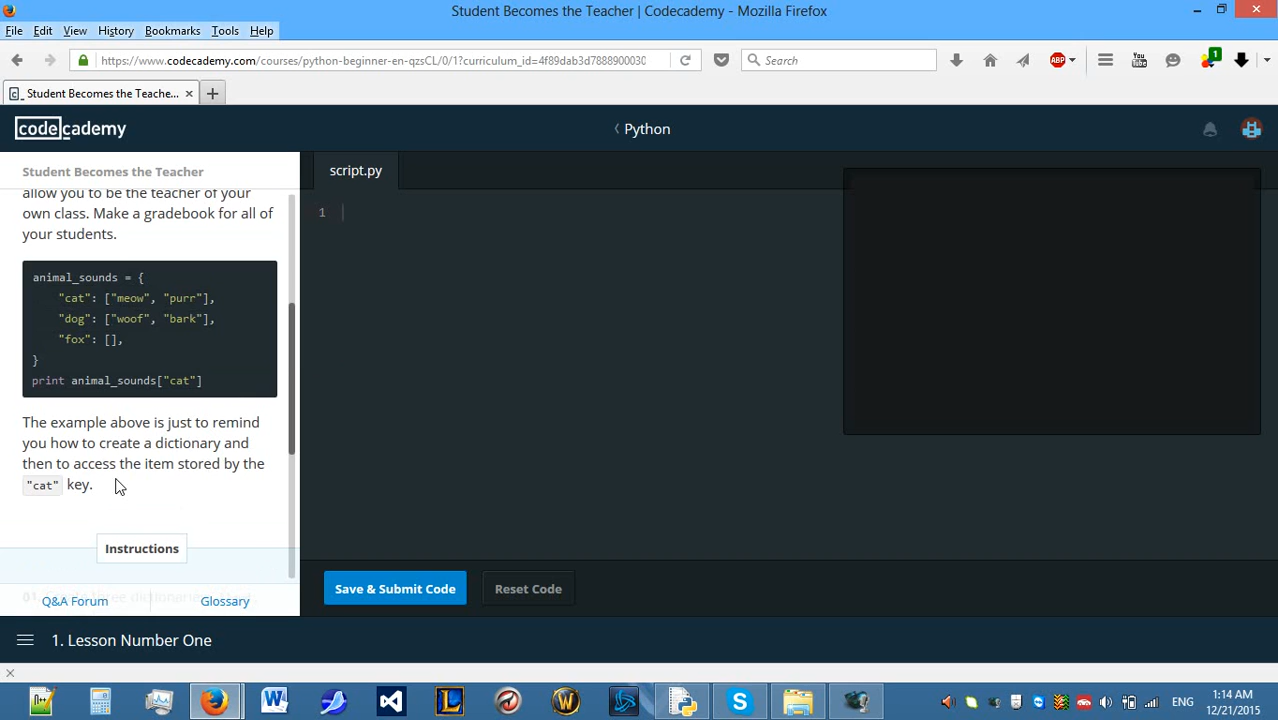 Student Becomes the Teacher | Codecademy - Mozilla Firefox
File Edit View History Bookmarks Tools Help
https://www.codecademy.com/courses/python-beginner-en-qzsCL/0/1?curriculum_id=4f89dab3d7888900030
Search
ABP
You Tube
1
Student Becomes the Teache...
codecademy
Python
Student Becomes the Teacher
script.py
allow you to be the teacher of your
own class. Make a gradebook for all of
your students.
1
animal_sounds = {
"cat": ["meow", "purr"],
"dog": ["woof", "bark"],
"fox": [],
}
print animal_sounds["cat"]
The example above is just to remind
you how to create a dictionary and
then to access the item stored by the
"cat" key.
Instructions
Q&A Forum
Glossary
Save & Submit Code
Reset Code
1. Lesson Number One
ENG
1:14 AM
12/21/2015